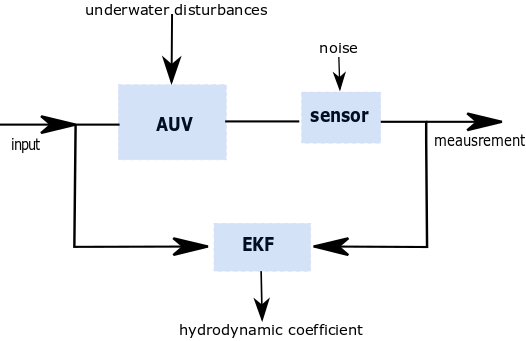 underwater disturbances
noise
AUV
sensor
input
meausrement
EKF
hydrodynamic coefficient